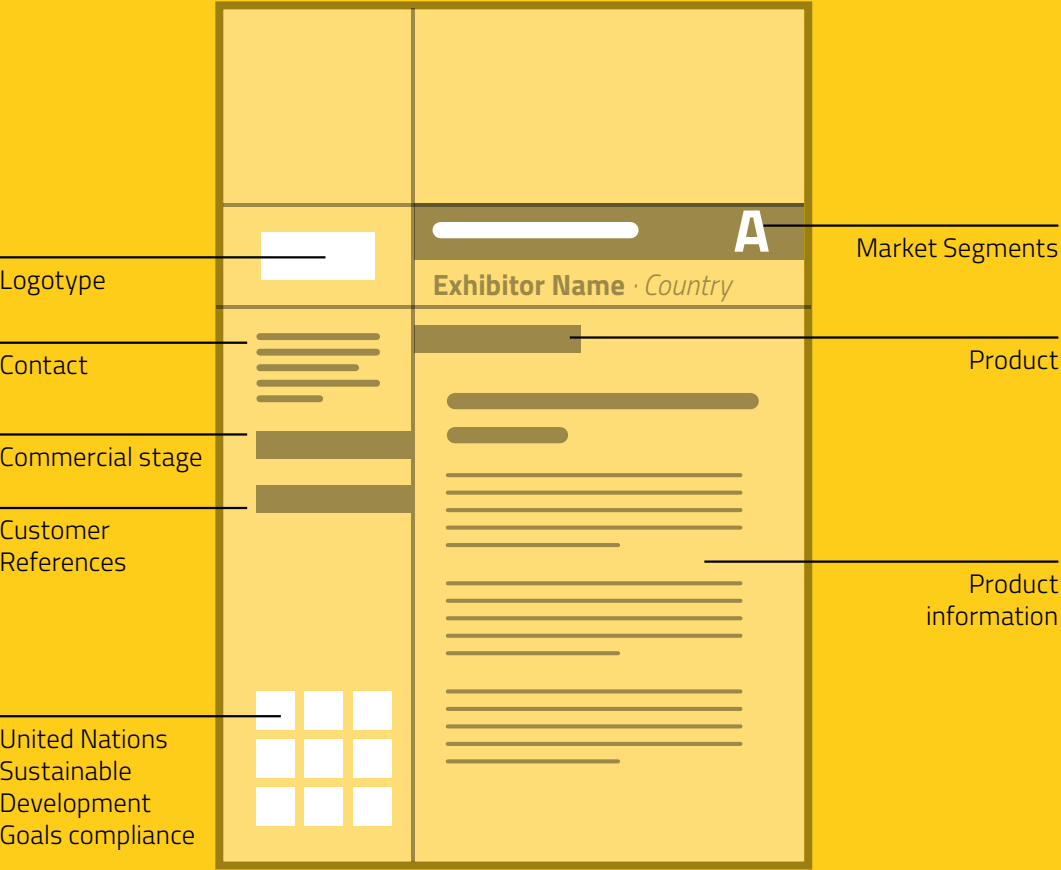 A
Market Segments
Logotype
Exhibitor Name · Country
Contact
Product
Commercial stage
Customer
References
Product
information
United Nations
Sustainable
Development
Goals compliance